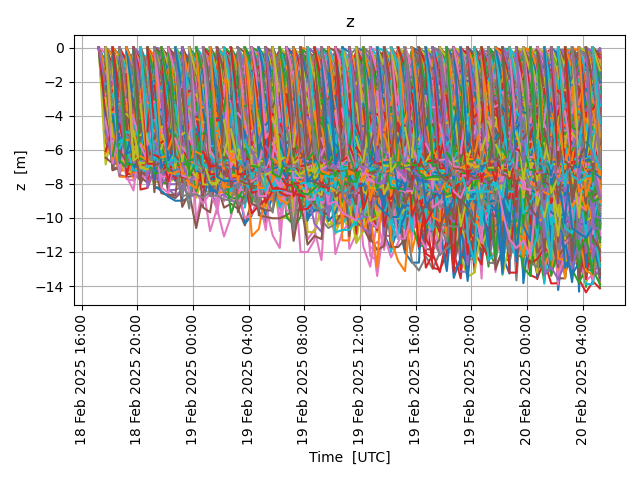 z
0
−2
−4
−6
−8
−10
−12
−14
z [m]
18 Feb 2025 16:00
18 Feb 2025 20:00
19 Feb 2025 00:00
19 Feb 2025 04:00
19 Feb 2025 08:00
19 Feb 2025 12:00
19 Feb 2025 16:00
19 Feb 2025 20:00
20 Feb 2025 00:00
20 Feb 2025 04:00
Time [UTC]